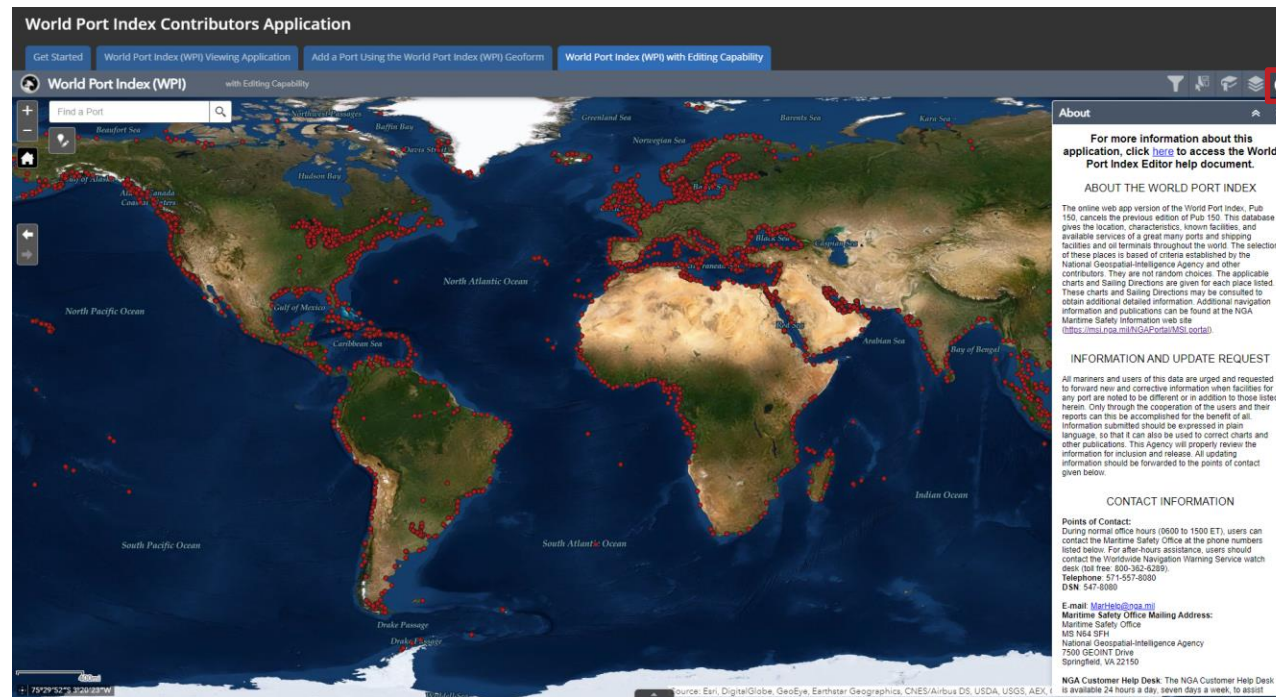 World Port Index Contributors Application
Get Started
World Port Index (WPI) Viewing Application
Add a Port Using the World Port Index (WPI) Geoform
World Port Index (WPI) with Editing Capability
World Port Index (WPI)
with Editing Capability
Find a Port
Northwest Passages
Beaufort Sea
Baffin Bay
Greenland Sea
Barents Sea
Kara Sea
Davis Strait
Norwegian Sea
Hudson Bay
Gulf of Alaska
Canada
Black Sea
Caspian Sea
North Atlantic Ocean
North Pacific Ocean
Gulf of Mexico
Red Sea
Caribbean Sea
Arabian Sea
Bay of Bengal
Indian Ocean
South Pacific Ocean
South Atlantic Ocean
Drake Passage
400mi
75°29'52"S 3°20'23"W
Source: Esri, DigitalGlobe, GeoEye, Earthstar Geographics, CNES/Airbus DS, USDA, USGS, AEX,
About
For more information about this
application, click here to access the World
Port Index Editor help document.
ABOUT THE WORLD PORT INDEX
The online web app version of the World Port Index, Pub
150, cancels the previous edition of Pub 150. This database
gives the location, characteristics, known facilities, and
available services of a great many ports and shipping
facilities and oil terminals throughout the world. The selection
of these places is based of criteria established by the
National Geospatial-Intelligence Agency and other
contributors. They are not random choices. The applicable
charts and Sailing Directions are given for each place listed.
These charts and Sailing Directions may be consulted to
obtain additional detailed information. Additional navigation
information and publications can be found at the NGA
Maritime Safety Information web site
(https://msi.nga.mil/NGAPortal/MSI.portal).
INFORMATION AND UPDATE REQUEST
All mariners and users of this data are urged and requested
to forward new and corrective information when facilities for
any port are noted to be different or in addition to those listed
herein. Only through the cooperation of the users and their
reports can this be accomplished for the benefit of all.
Information submitted should be expressed in plain
language, so that it can also be used to correct charts and
other publications. This Agency will properly review the
information for inclusion and release. All updating
information should be forwarded to the points of contact
given below.
CONTACT INFORMATION
Points of Contact:
During normal office hours (0600 to 1500 ET), users can
contact the Maritime Safety Office at the phone numbers
listed below. For after-hours assistance, users should
contact the Worldwide Navigation Warning Service watch
desk (toll free: 800-362-6289).
Telephone: 571-557-8080
DSN: 547-8080
E-mail: MarHelp@nga.mil
Maritime Safety Office Mailing Address:
Maritime Safety Office
MS N64 SFH
National Geospatial-Intelligence Agency
7500 GEOINT Drive
Springfield, VA 22150
NGA Customer Help Desk: The NGA Customer Help Desk
is available 24 hours a day, seven days a week, to assist